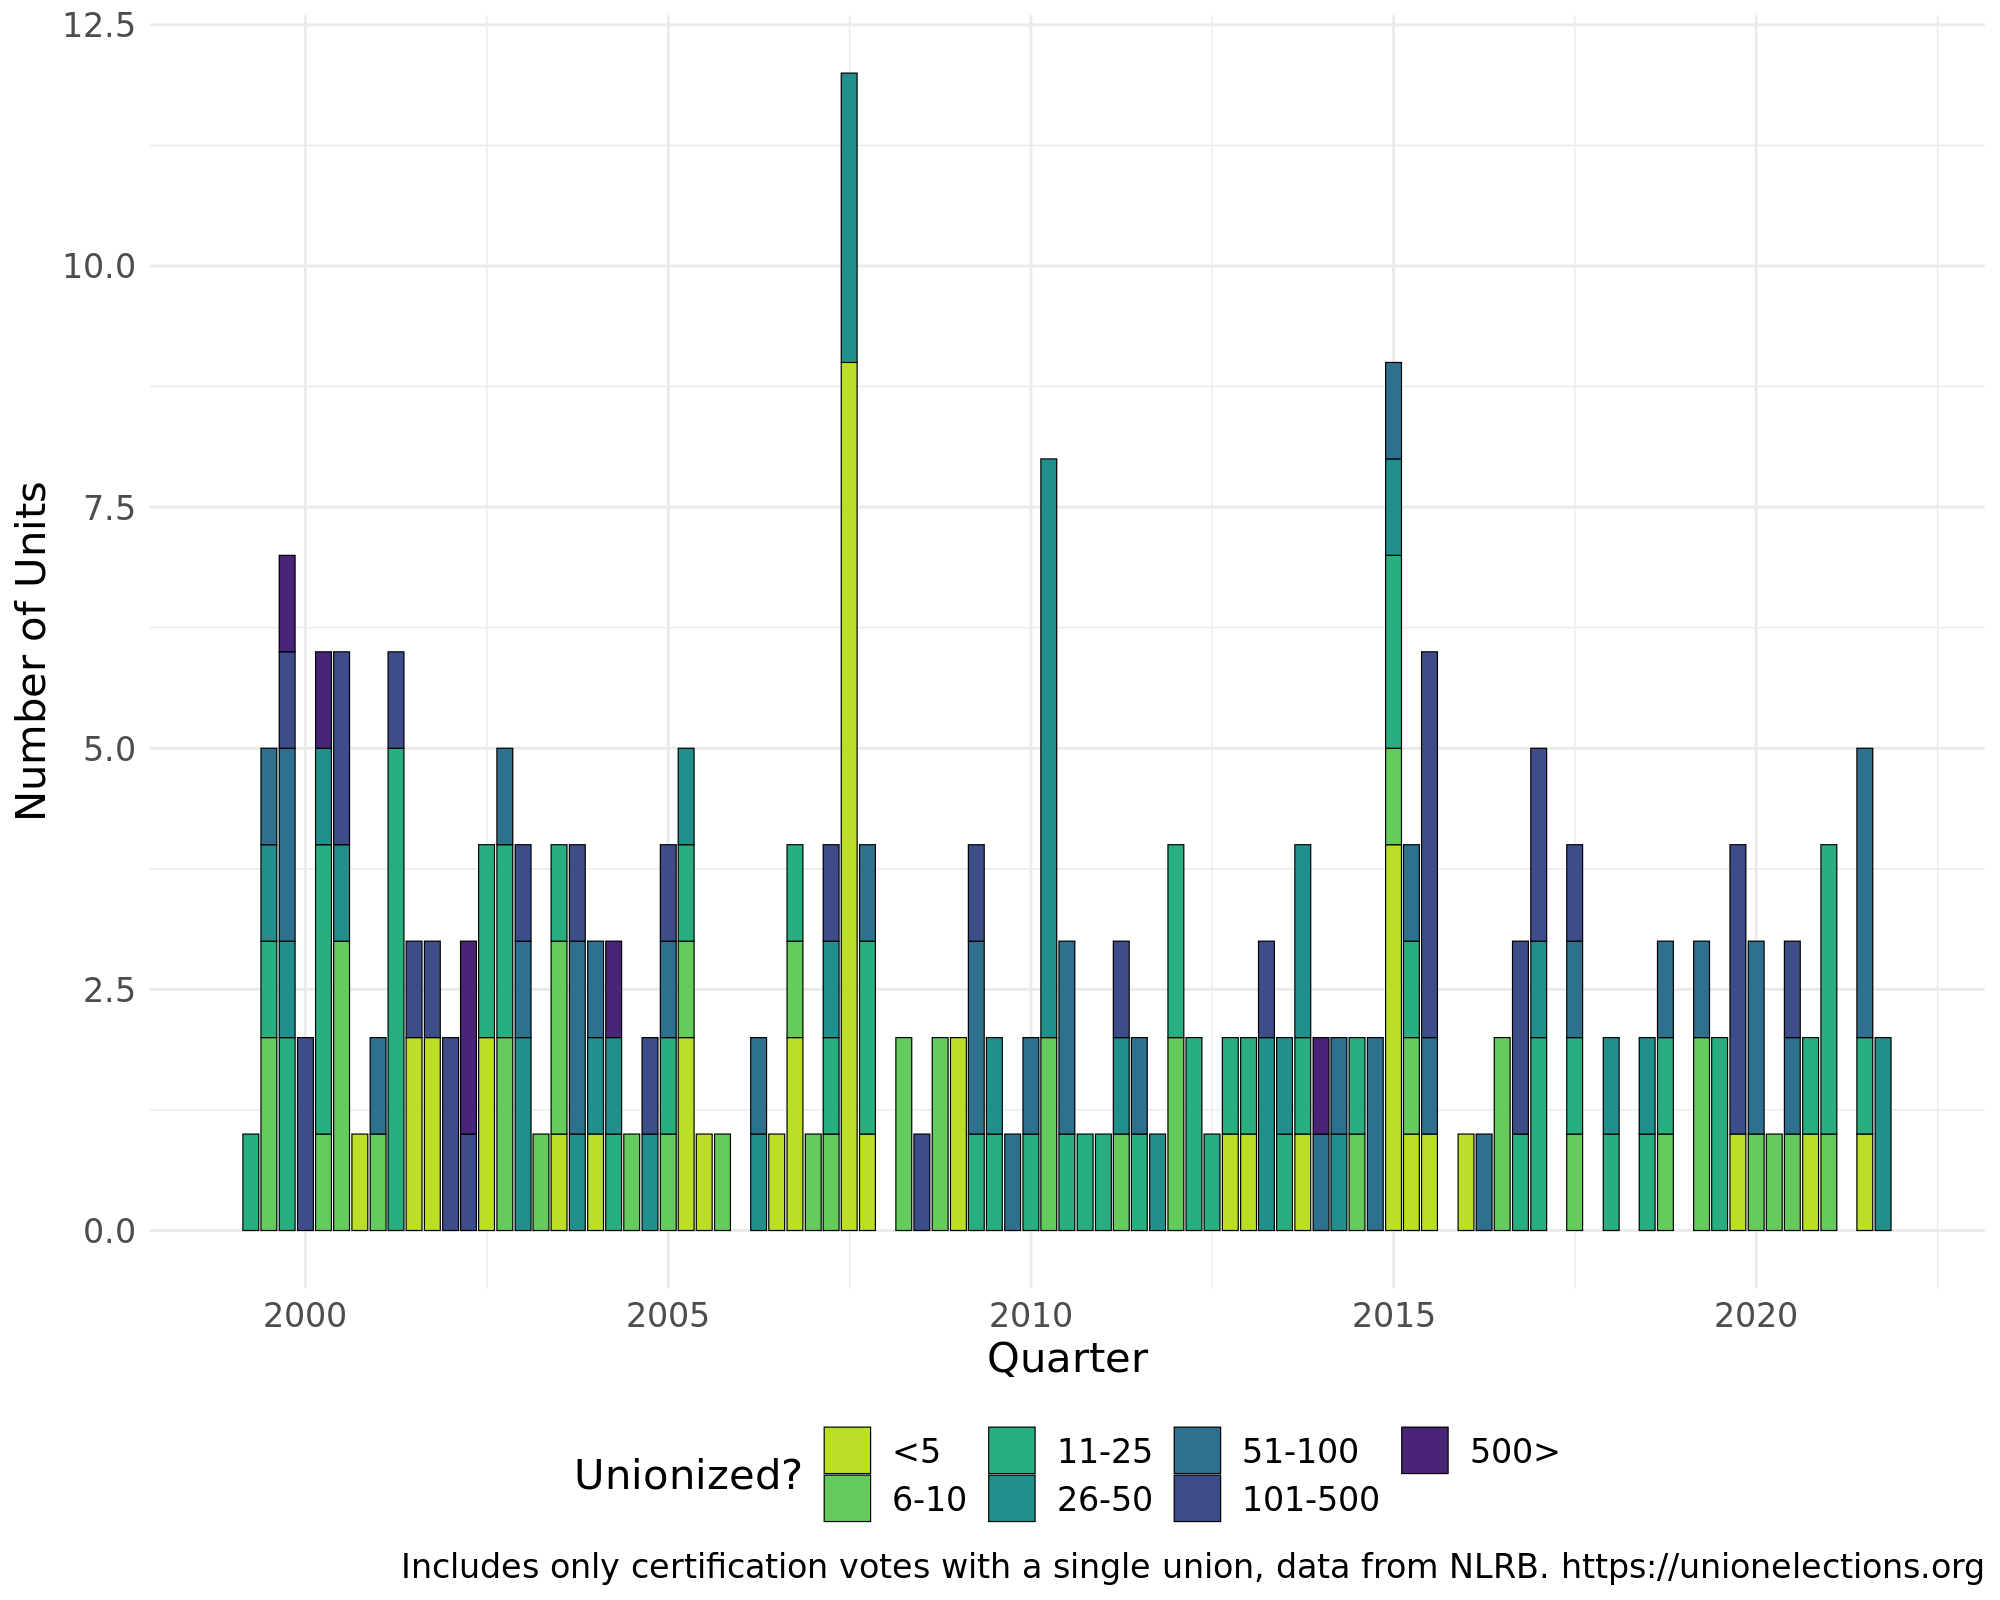 12.5
10.0
7.5
5.0
2.5
0.0
Number of Units
2000 2005 2010 2015 2020
Quarter
Unionized?
<5 11-25 51-100 500>
6-10 26-50 101-500
Includes only certification votes with a single union, data from NLRB. https://unionelections.org